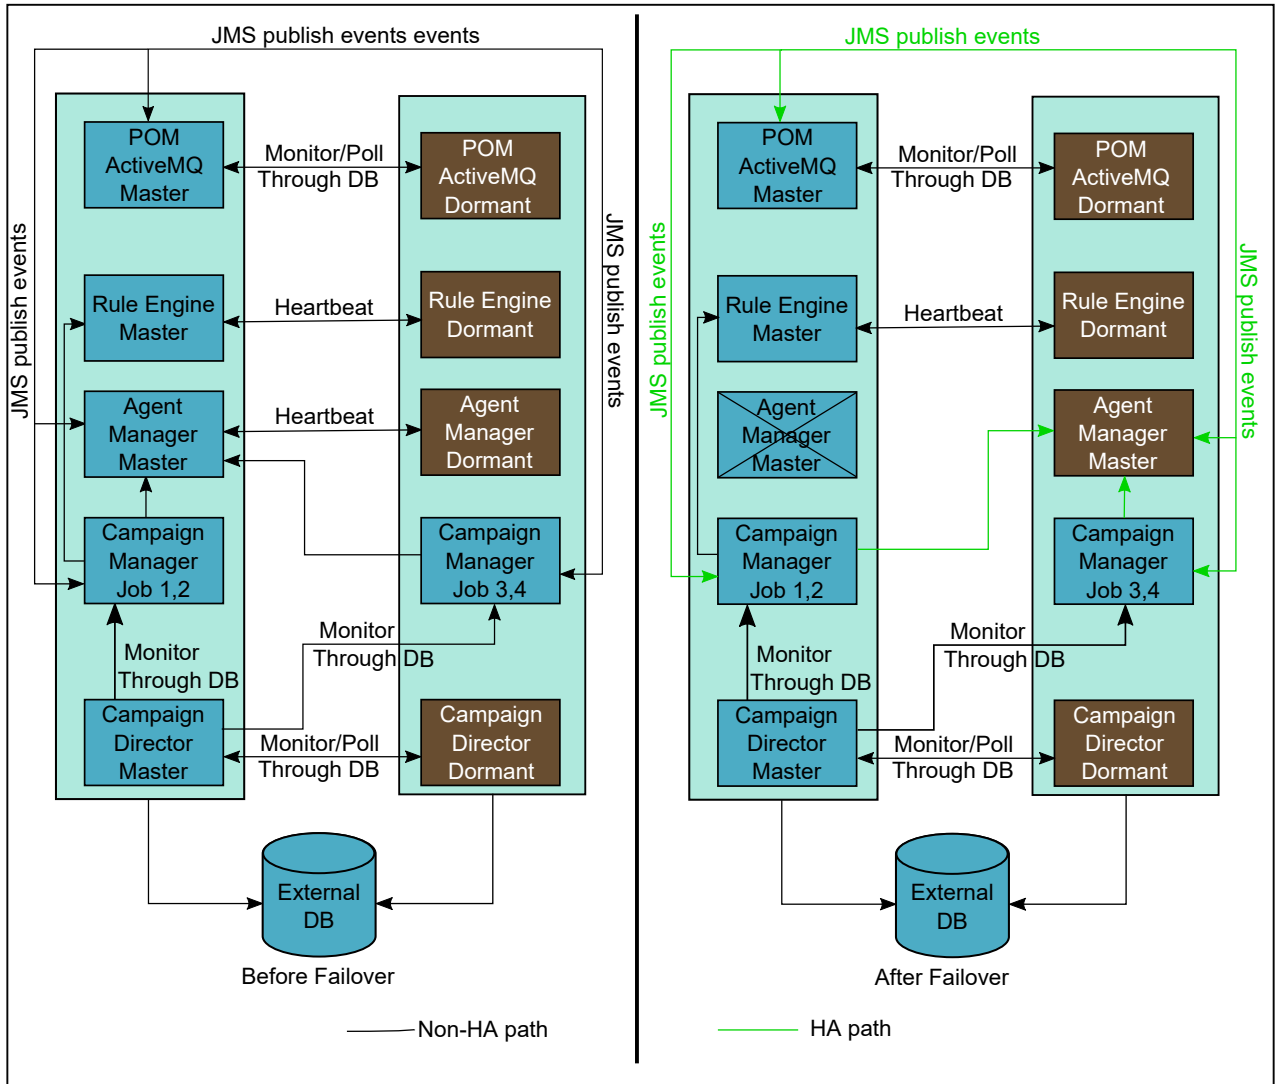 JMS publish events events
POM
ActiveMQ
Master
Monitor/Poll
Through DB
POM
ActiveMQ
Dormant
JMS publish events
JMS publish events
Rule Engine
Master
Heartbeat
Rule Engine
Dormant
Agent
Manager
Master
Heartbeat
Agent
Manager
Dormant
Campaign
Manager
Job 1,2
Campaign
Manager
Job 3,4
Monitor
Through DB
Monitor
Through DB
Campaign
Director
Master
Monitor/Poll
Through DB
Campaign
Director
Dormant
External
DB
Before Failover
Non-HA path
JMS publish events
POM
ActiveMQ
Master
Monitor/Poll
Through DB
POM
ActiveMQ
Dormant
JMS publish events
JMS publish events
Rule Engine
Master
Heartbeat
Rule Engine
Dormant
Agent
Manager
Master
Agent
Manager
Master
Campaign
Manager
Job 1,2
Campaign
Manager
Job 3,4
Monitor
Through DB
Monitor
Through DB
Campaign
Director
Master
Monitor/Poll
Through DB
Campaign
Director
Dormant
External
DB
After Failover
HA path